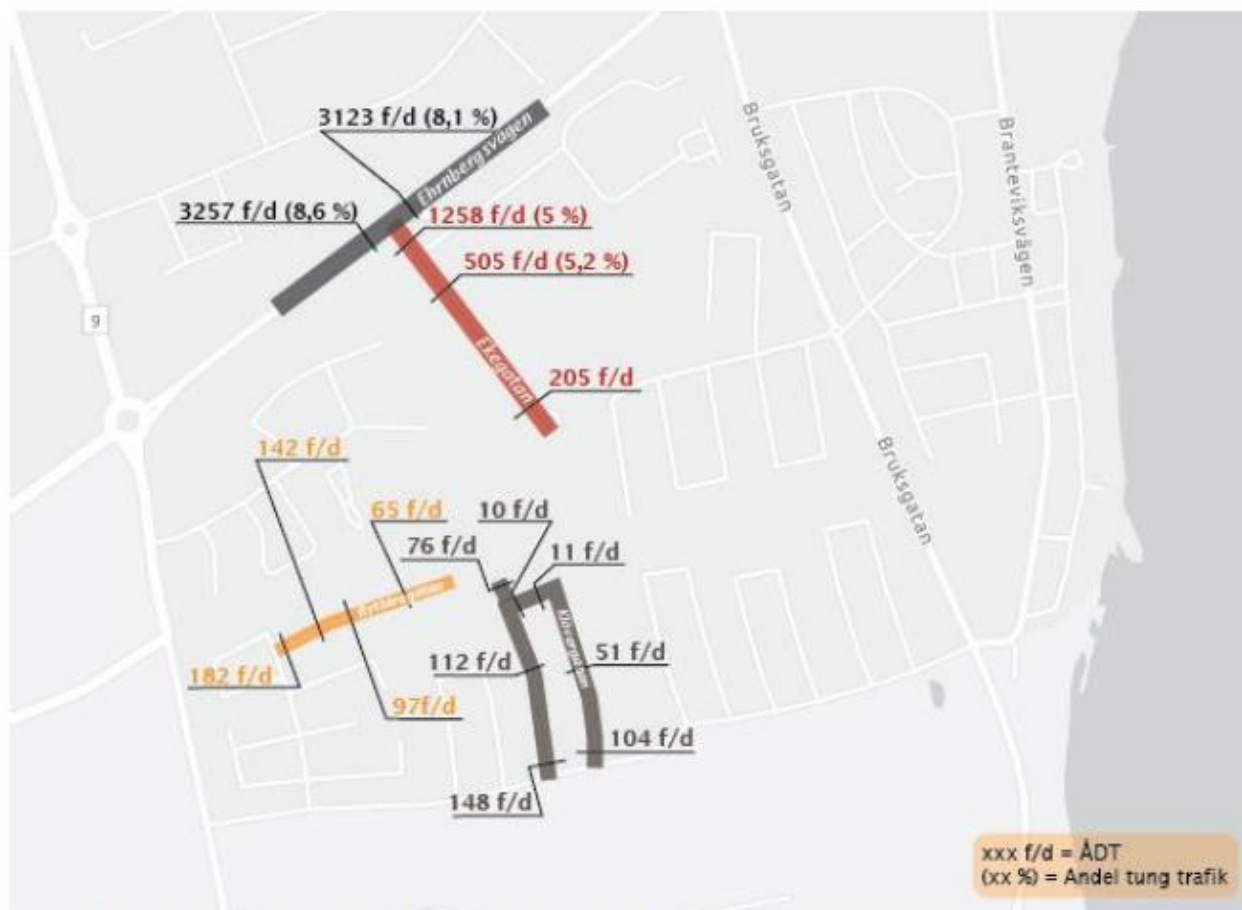 3123 f/d (8,1 %)
Ehrnbergsvägen
3257 f/d (8,6 %)
1258 f/d (5 %)
505 f/d (5,2 %)
Ekegatan
205 f/d
Bruksgatan
Branteviksvägen
Bruksgatan
9
142 f/d
65 f/d
10 f/d
76 f/d
11 f/d
182 f/d
97f/d
112 f/d
51 f/d
104 f/d
148 f/d
xxx f/d = ÅDT
(xx %) = Andel tung trafik